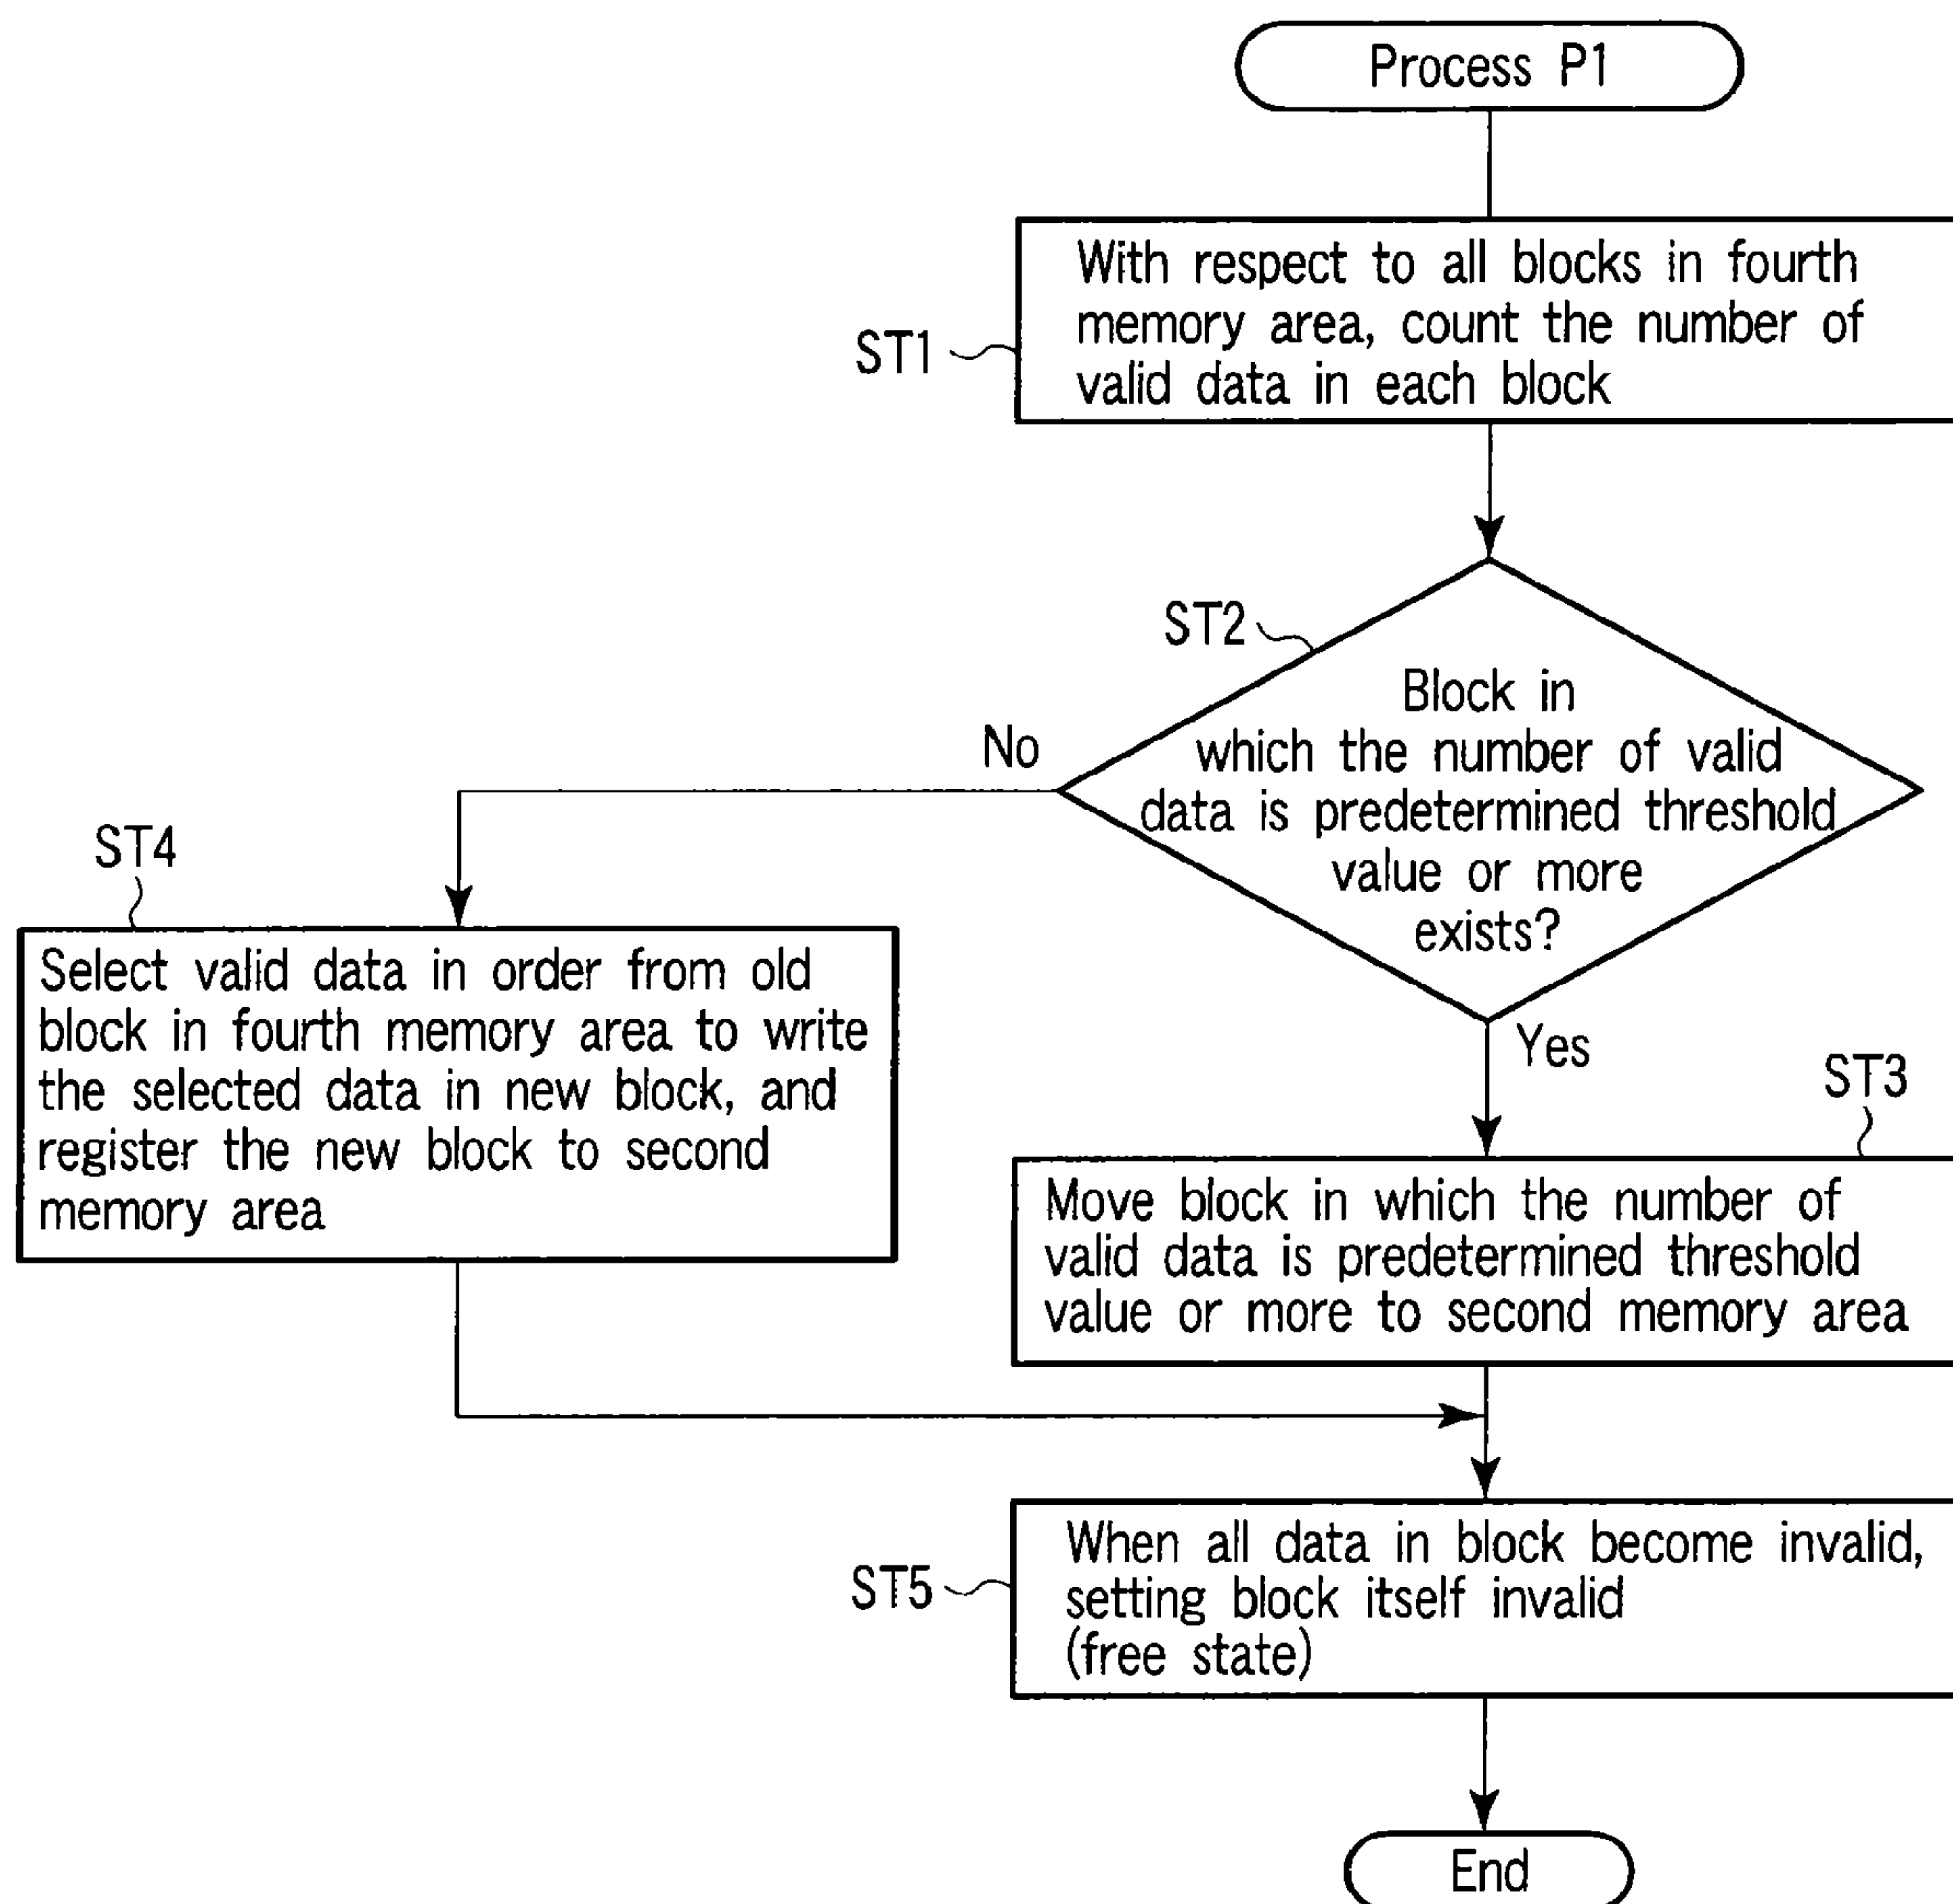 Process P1
With respect to all blocks in fourth
memory area, count the number of
valid data in each block
ST1
ST2
Block in
which the number of valid
data is predetermined threshold
value or more
exists?
No
Yes
ST4
Select valid data in order from old
block in fourth memory area to write
the selected data in new block, and
register the new block to second
memory area
ST3
Move block in which the number of
valid data is predetermined threshold
value or more to second memory area
ST5
When all data in block become invalid,
setting block itself invalid
(free state)
End